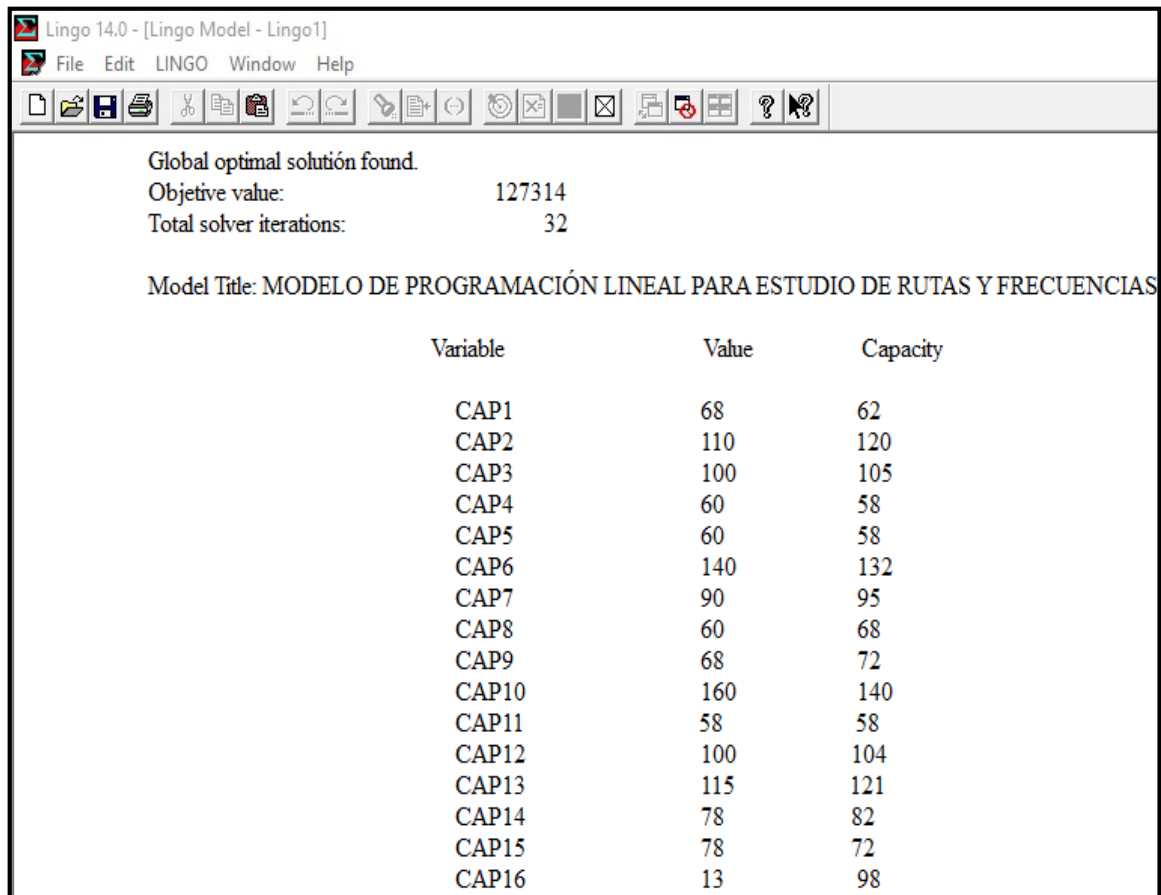 Lingo 14.0 - [Lingo Model - Lingo1]
File Edit LINGO Window Help
Global optimal solutión found.
Objetive value: 127314
Total solver iterations: 32
Model Title: MODELO DE PROGRAMACIÓN LINEAL PARA ESTUDIO DE RUTAS Y FRECUENCIAS
Variable Value Capacity
CAP1 68 62
CAP2 110 120
CAP3 100 105
CAP4 60 58
CAP5 60 58
CAP6 140 132
CAP7 90 95
CAP8 60 68
CAP9 68 72
CAP10 160 140
CAP11 58 58
CAP12 100 104
CAP13 115 121
CAP14 78 82
CAP15 78 72
CAP16 13 98